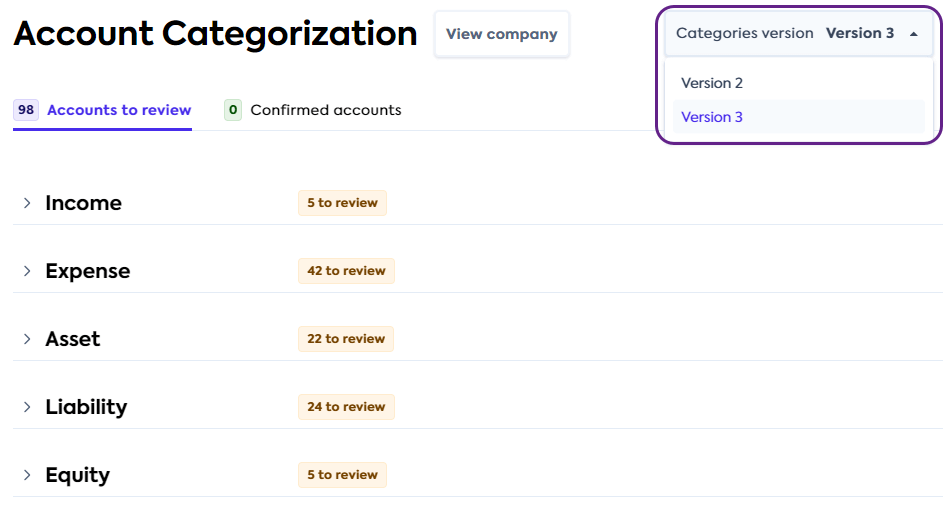 Account Categorization
View company
Categories version Version 3
Version 2
Version 3
98 Accounts to review
0 Confirmed accounts
Income 5 to review
Expense 42 to review
Asset 22 to review
Liability 24 to review
Equity 5 to review